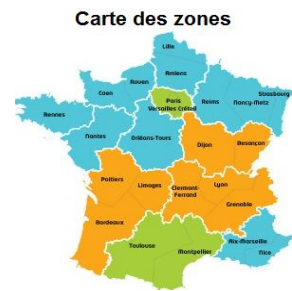 Carte des zones
Lille
Amiens
Rouen
Caen
Paris
Versailles Créteil
Reims
Strasbourg
Nancy-Metz
Rennes
Nantes
Orléans-Tours
Dijon
Besançon
Poitiers
Limoges
Clermont-
Ferrand
Lyon
Grenoble
Bordeaux
Toulouse
Montpellier
Aix-Marseille
Nice